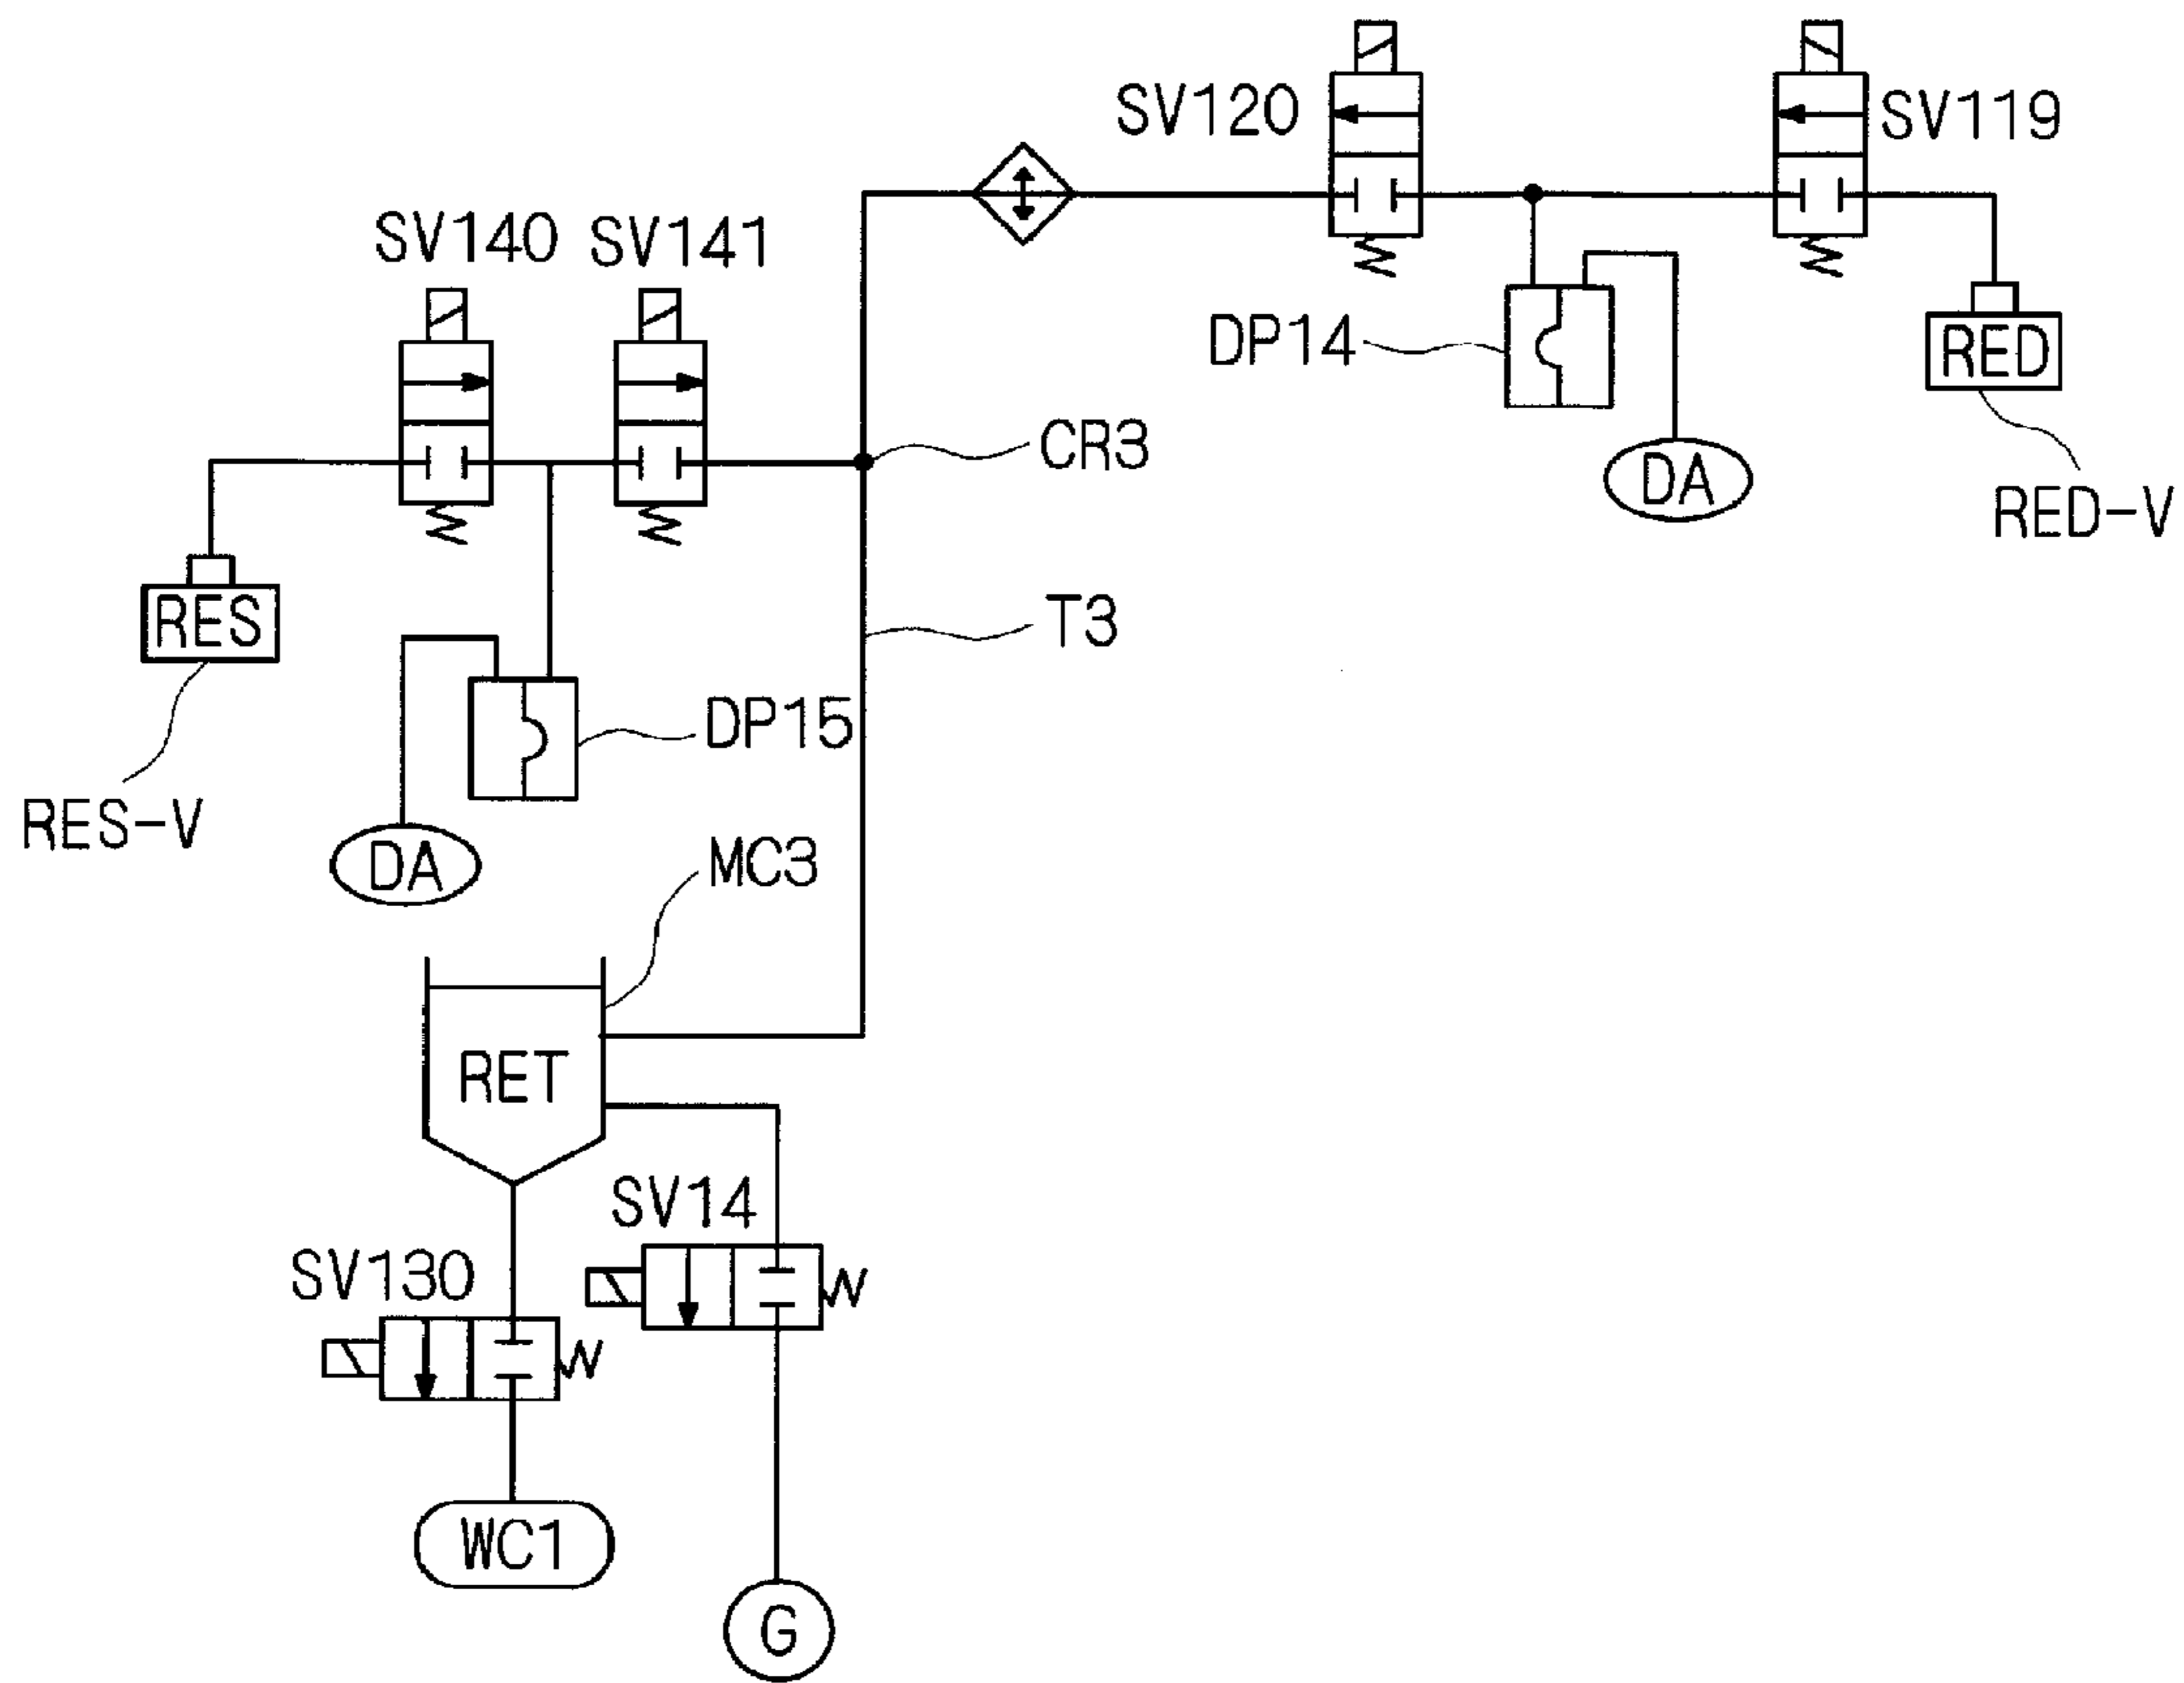 SV120
SV119
SV140
SV141
DP14
RED
CR3
DA
RED-V
RES
T3
DP15
RES-V
DA
MC3
RET
SV14
SV130
WC1
G